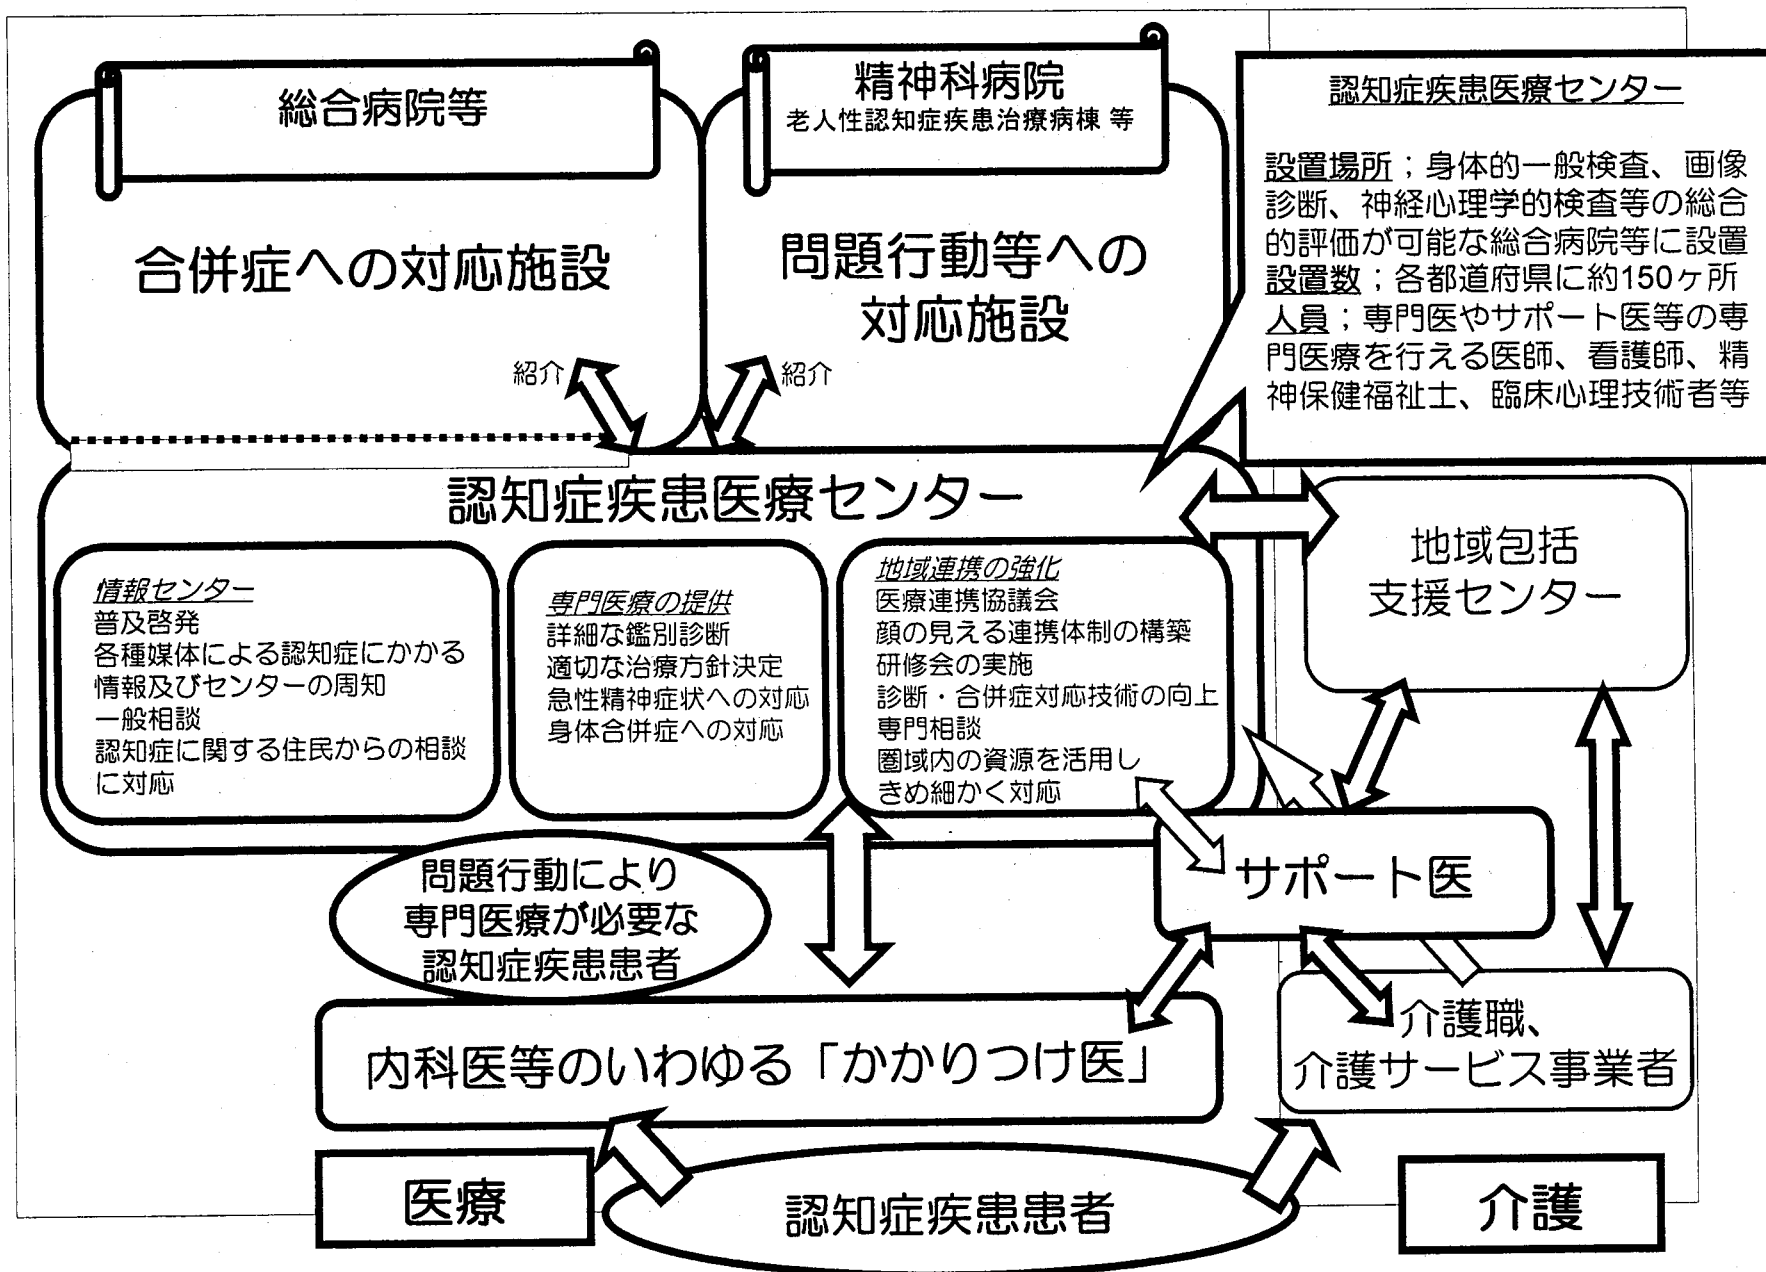 総合病院等
合併症への対応施設
精神科病院
老人性認知症疾患治療病棟 等
問題行動等への
対応施設
紹介
紹介
認知症疾患医療センター
設置場所；身体的一般検査、画像
診断、神経心理学的検査等の総合
的評価が可能な総合病院等に設置
設置数；各都道府県に約150ヶ所
人員；専門医やサポート医等の専
門医療を行える医師、看護師、精
神保健福祉士、臨床心理技術者等
認知症疾患医療センター
情報センター
普及啓発
各種媒体による認知症にかかる
情報及びセンターの周知
一般相談
認知症に関する住民からの相談
に対応
専門医療の提供
詳細な鑑別診断
適切な治療方針決定
急性精神症状への対応
身体合併症への対応
地域連携の強化
医療連携協議会
顔の見える連携体制の構築
研修会の実施
診断・合併症対応技術の向上
専門相談
圏域内の資源を活用し
きめ細かく対応
地域包括
支援センター
問題行動により
専門医療が必要な
認知症疾患患者
サポート医
内科医等のいわゆる「かかりつけ医」
介護職、
介護サービス事業者
医療
認知症疾患患者
介護